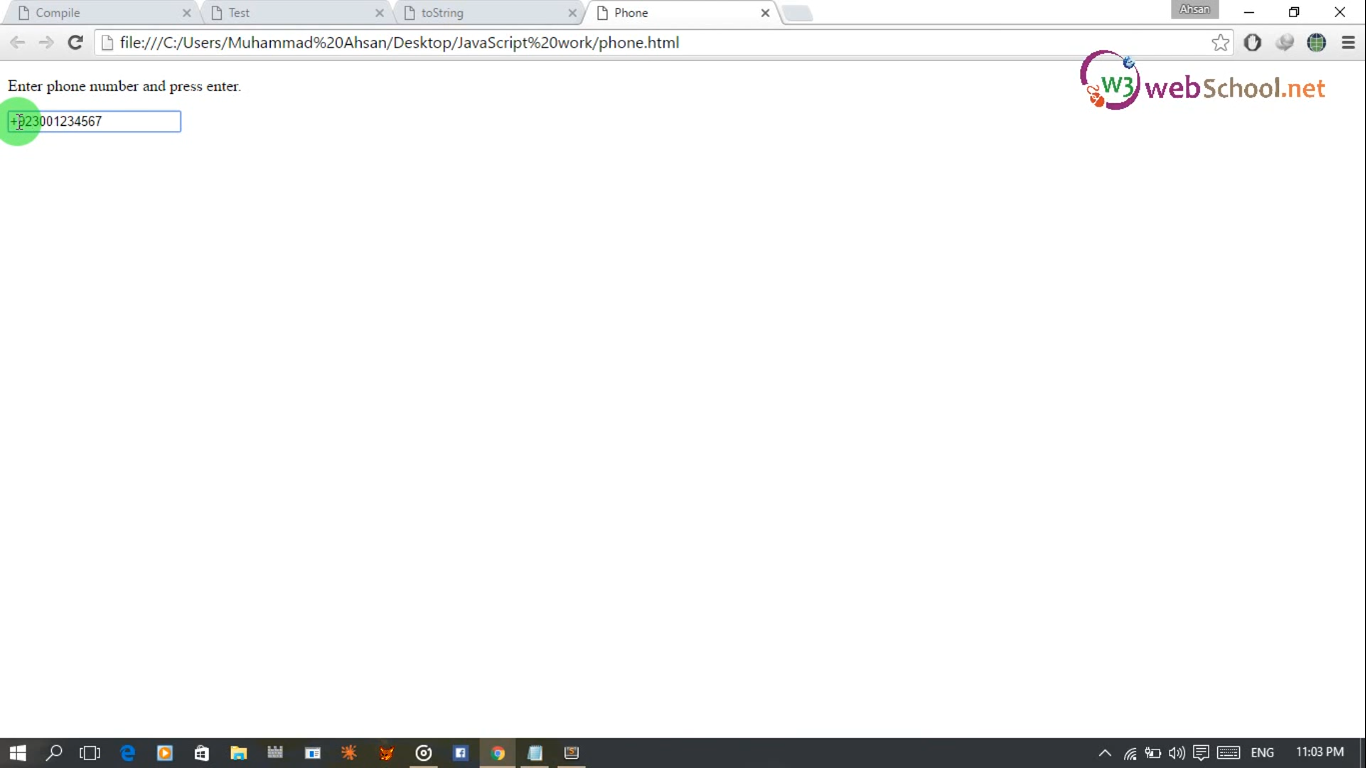 Compile
Test
toString
Phone
Ahsan
file:///C:/Users/Muhammad%20Ahsan/Desktop/JavaScript%20work/phone.html
Enter phone number and press enter.
W3 webSchool.net
+923001234567
ENG
11:03 PM